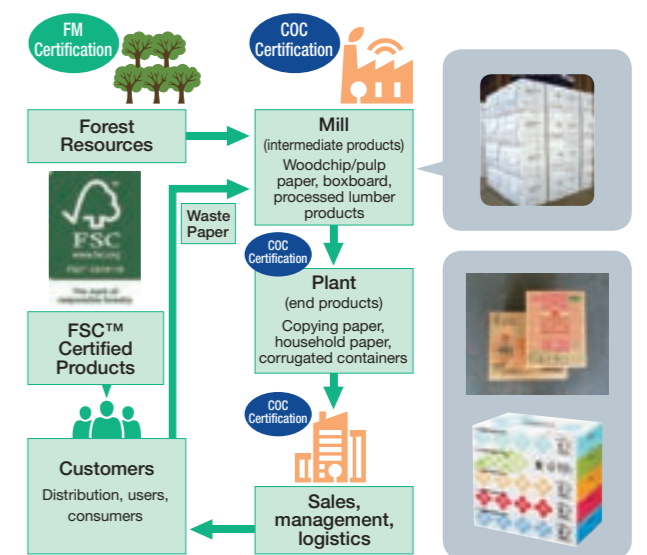 FM
Certification
COC
Certification
Forest
Resources
Mill
(intermediate products)
Woodchip/pulp
paper, boxboard,
processed lumber
products
FSC
Waste
Paper
COC
Certification
Plant
(end products)
Copying paper,
household paper,
corrugated containers
FSC™
Certified
Products
COC
Certification
Customers
Distribution, users,
consumers
Sales,
management,
logistics